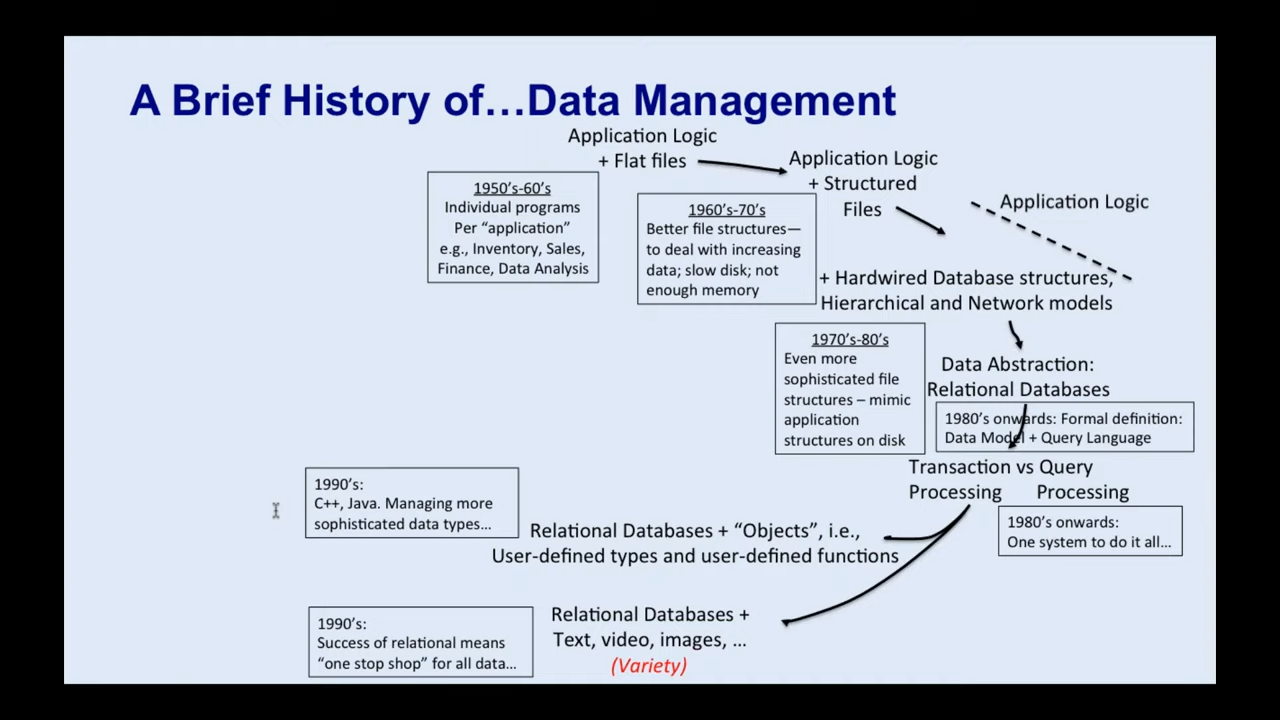 A Brief History of…Data Management
Application Logic
+ Flat files
1950's-60's
Individual programs
Per “application”
e.g., Inventory, Sales,
Finance, Data Analysis
Application Logic
+ Structured
Files
1960's-70's
Better file structures—
to deal with increasing
data; slow disk; not
enough memory
Application Logic
+ Hardwired Database structures,
Hierarchical and Network models
1970's-80's
Even more
sophisticated file
structures – mimic
application
structures on disk
Data Abstraction:
Relational Databases
1980's onwards: Formal definition:
Data Model + Query Language
Transaction vs Query
Processing Processing
1980's onwards:
One system to do it all…
1990's:
C++, Java. Managing more
sophisticated data types…
Relational Databases + “Objects”, i.e.,
User-defined types and user-defined functions
1990's:
Success of relational means
“one stop shop” for all data…
Relational Databases +
Text, video, images, …
(Variety)